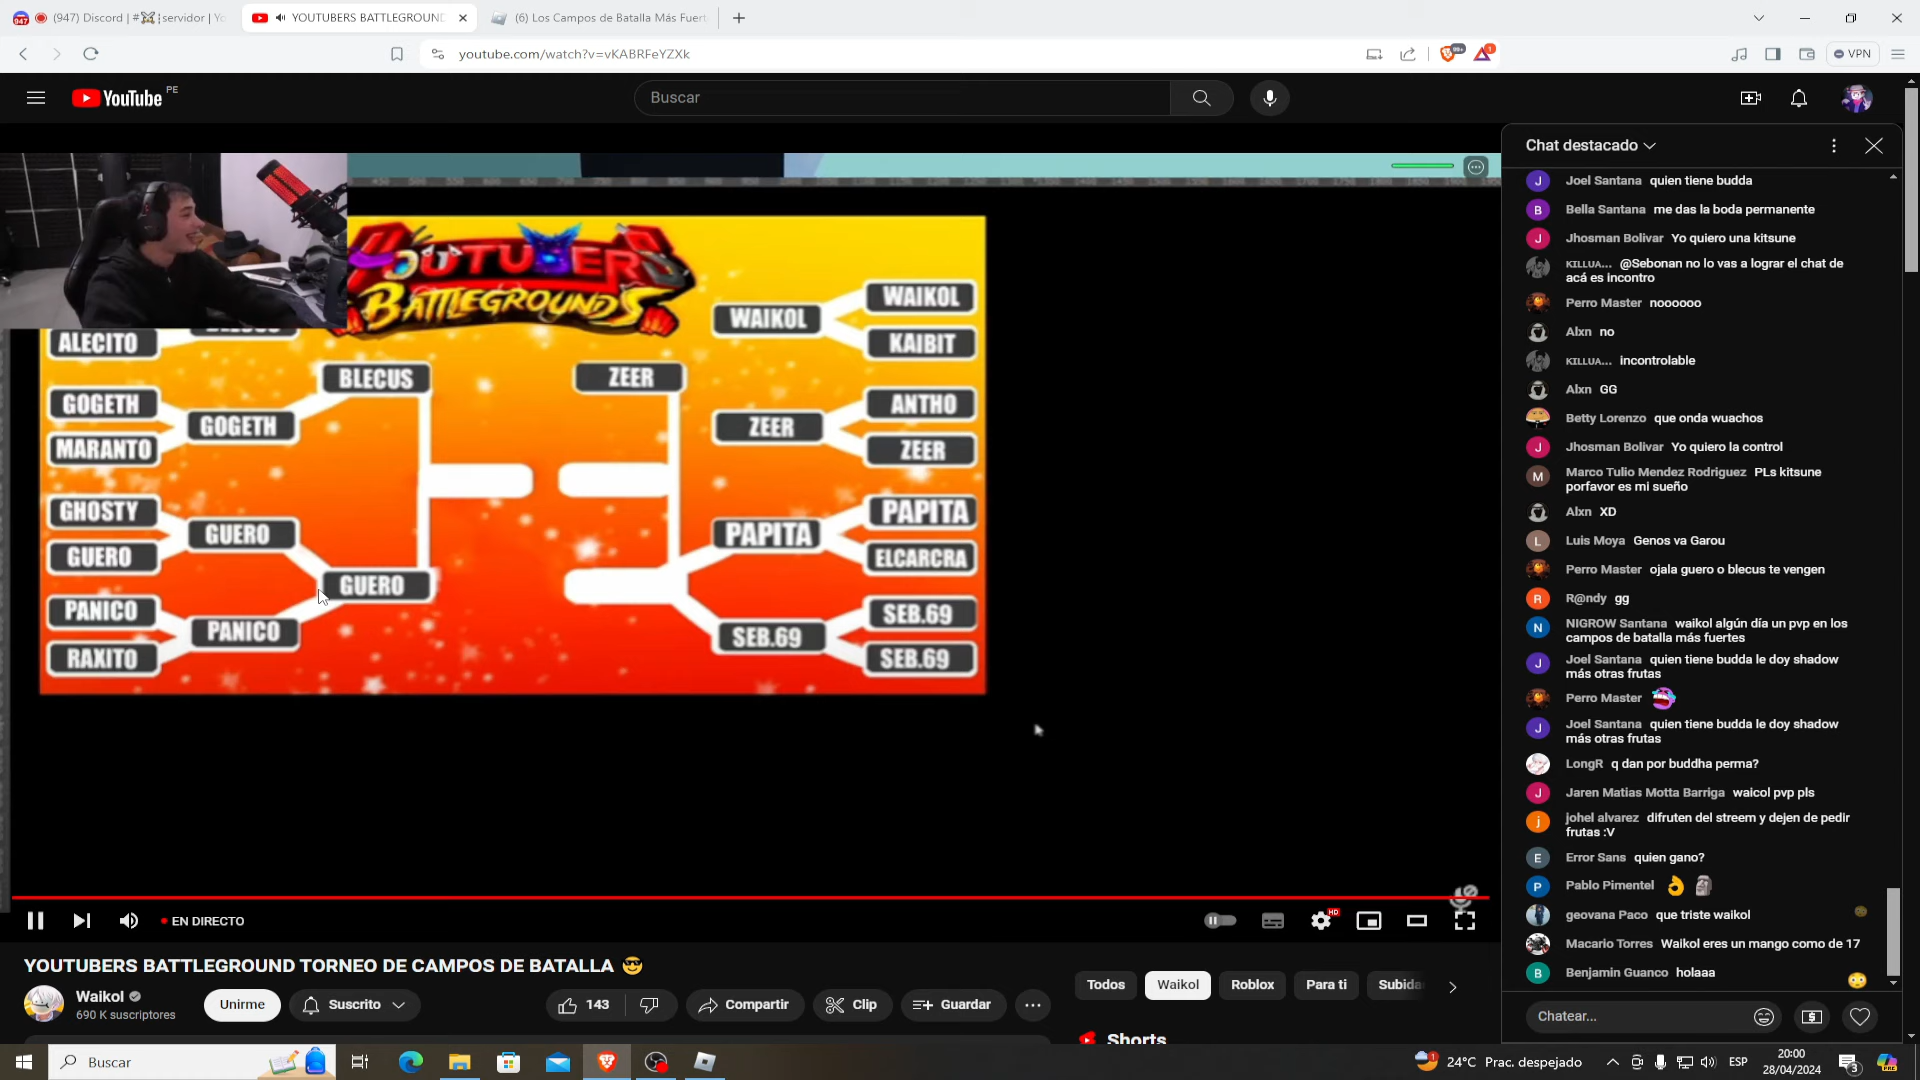 947
(947) Discord | #
|servidor | Yo
YOUTUBERS BATTLEGROUND
(6) Los Campos de Batalla Más Fuert
youtube.com/watch?v=vKABRFeYZXk
99+
1
VPN
YouTube PE
Buscar
YOUTUBERS
BATTLEGROUNDS
ALECITO
GOGETH
MARANTO
GOGETH
BLECUS
GHOSTY
GUERO
GUERO
PANICO
RAXITO
PANICO
GUERO
ZEER
WAIKOL
WAIKOL
KAIBIT
ZEER
ANTHO
ZEER
PAPITA
PAPITA
ELCARCRA
SEB.69
SEB.69
SEB.69
EN DIRECTO
HD
YOUTUBERS BATTLEGROUND TORNEO DE CAMPOS DE BATALLA 😎
Waikol
690 K suscriptores
Unirme
Suscrito
143
Compartir
Clip
Guardar
Todos
Waikol
Roblox
Para ti
Subida
Shorts
Chat destacado
J
Joel Santana quien tiene budda
B
Bella Santana me das la boda permanente
J
Jhosman Bolivar Yo quiero una kitsune
KILLUA... @Sebonan no lo vas a lograr el chat de
acá es incontro
Perro Master noooooo
Alxn no
KILLUA... incontrolable
Alxn GG
Betty Lorenzo que onda wuachos
J
Jhosman Bolivar Yo quiero la control
M
Marco Tulio Mendez Rodriguez PLs kitsune
porfavor es mi sueño
Alxn XD
L
Luis Moya Genos va Garou
Perro Master ojala guero o blecus te vengen
R
R@ndy gg
N
NIGROW Santana waikol algún día un pvp en los
campos de batalla más fuertes
J
Joel Santana quien tiene budda le doy shadow
más otras frutas
Perro Master
J
Joel Santana quien tiene budda le doy shadow
más otras frutas
LongR q dan por buddha perma?
J
Jaren Matias Motta Barriga waicol pvp pls
j
johel alvarez difruten del streem y dejen de pedir
frutas :V
E
Error Sans quien gano?
P
Pablo Pimentel 👌 🗿
geovana Paco que triste waikol
Macario Torres Waikol eres un mango como de 17
B
Benjamin Guanco holaaa
Chatear...
Buscar
1
24°C Prac. despejado
ESP
20:00
28/04/2024
3
PRE